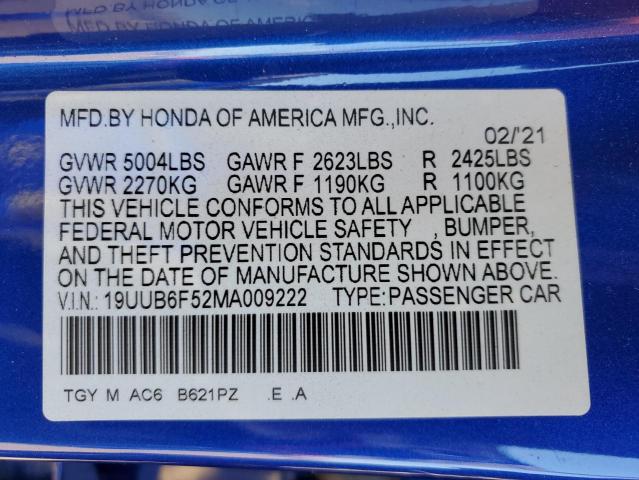 MFD.BY HONDA OF AMERICA MFG.,INC.
02/'21
GVWR 5004LBS GAWR F 2623LBS R 2425LBS
GVWR 2270KG GAWR F 1190KG R 1100KG
THIS VEHICLE CONFORMS TO ALL APPLICABLE
FEDERAL MOTOR VEHICLE SAFETY , BUMPER,
AND THEFT PREVENTION STANDARDS IN EFFECT
ON THE DATE OF MANUFACTURE SHOWN ABOVE.
V.I.N.: 19UUB6F52MA009222 TYPE:PASSENGER CAR
TGY M AC6 B621PZ .E .A